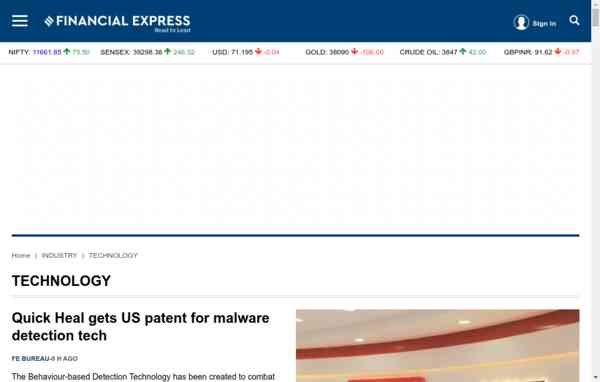 FINANCIAL EXPRESS
Read to Lead
Sign In
NIFTY: 11661.85 75.50 SENSEX: 39298.38 246.32 USD: 71.195 -0.04 GOLD: 38090 -106.00 CRUDE OIL: 3847 42.00 GBPINR: 91.62 -0.97
Home | INDUSTRY | TECHNOLOGY
TECHNOLOGY
Quick Heal gets US patent for malware
detection tech
FE BUREAU-8 H AGO
The Behaviour-based Detection Technology has been created to combat